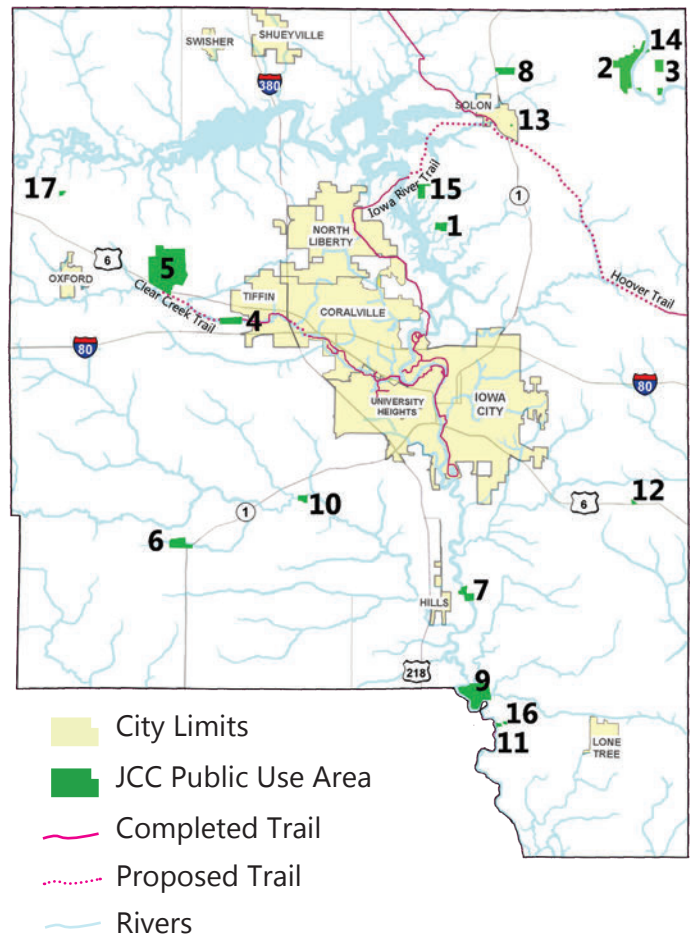 SHUEYVILLE
SWISHER
14
2
3
8
380
SOLON
13
17
Iowa River Trail
15
1
1
NORTH
LIBERTY
6
5
OXFORD
Hoover Trail
Clear Creek Trail
TIFFIN
4
CORALVILLE
80
80
UNIVERSITY
HEIGHTS
IOWA
CITY
12
10
6
1
6
7
HILLS
218
9
16
11
LONE
TREE
City Limits
JCC Public Use Area
Completed Trail
Proposed Trail
Rivers